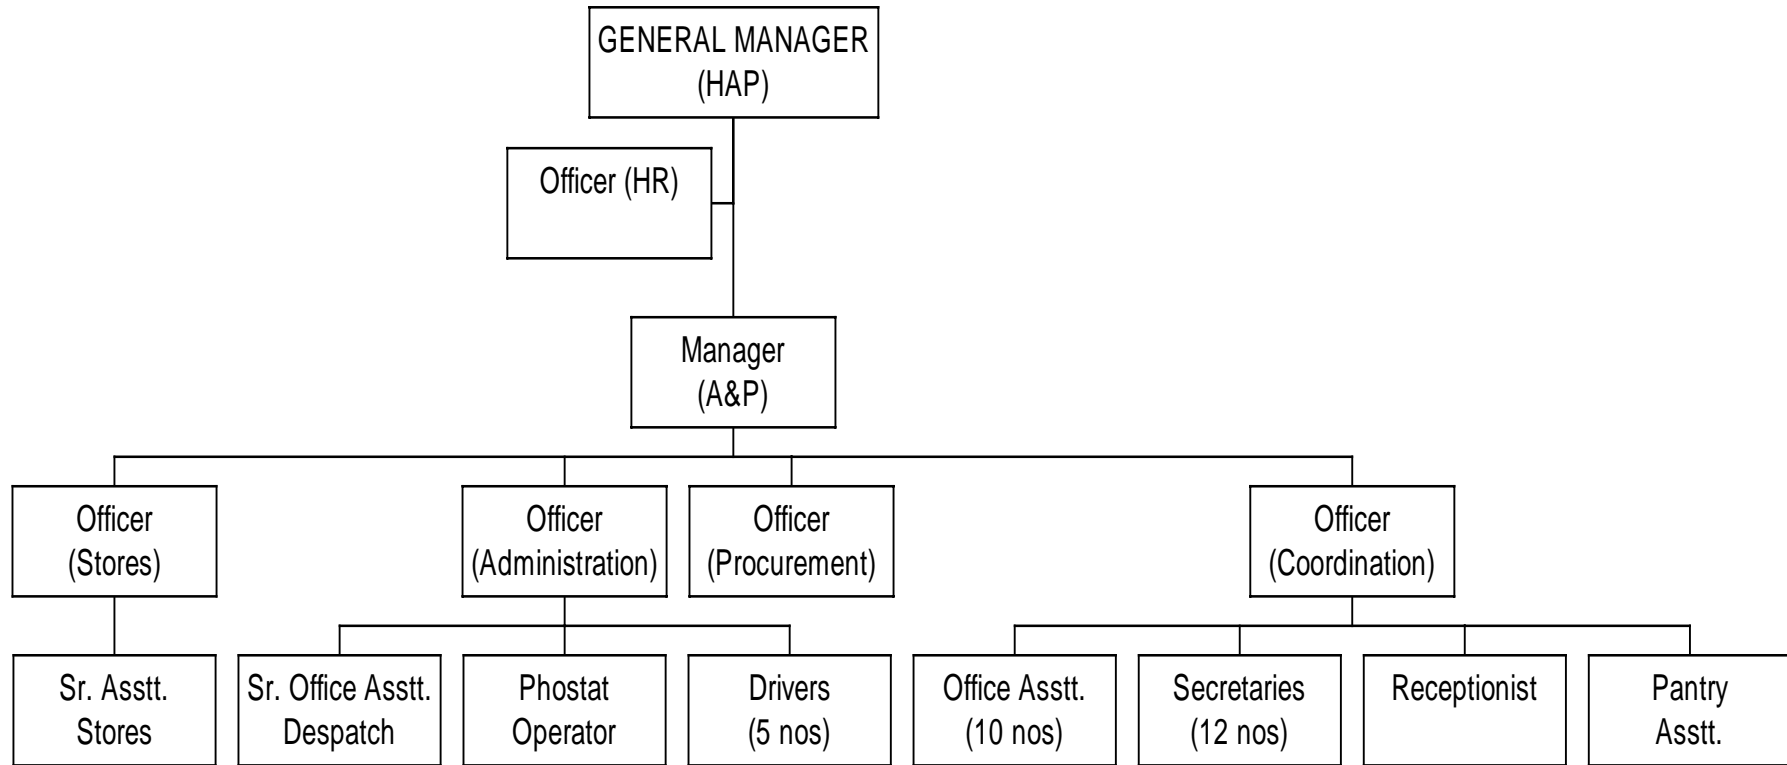 GENERAL MANAGER
(HAP)
Officer (HR)
Manager
(A&P)
Officer
(Stores)
Officer
(Administration)
Officer
(Procurement)
Officer
(Coordination)
Sr. Asstt.
Stores
Sr. Office Asstt.
Despatch
Phostat
Operator
Drivers
(5 nos)
Office Asstt.
(10 nos)
Secretaries
(12 nos)
Receptionist
Pantry
Asstt.